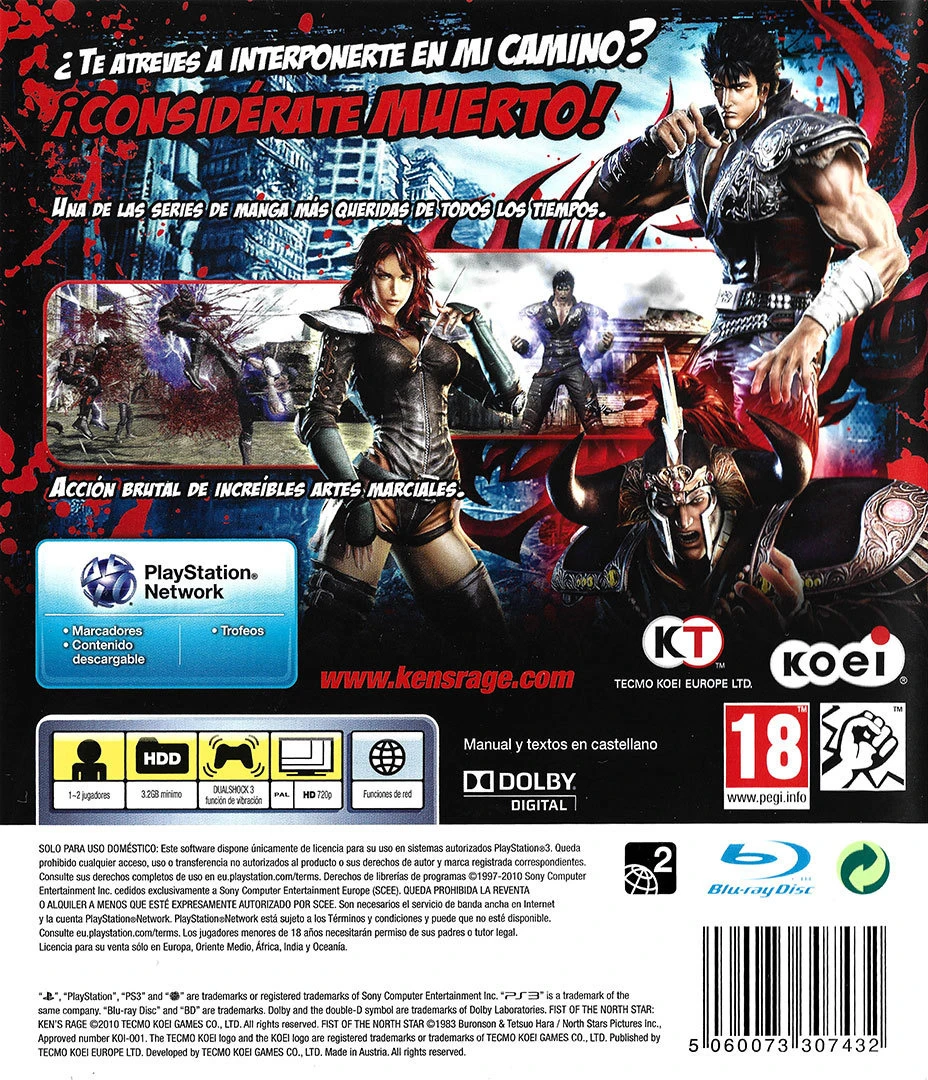 ¿TE ATREVES A INTERPONERTE EN MI CAMINO?
¡CONSIDÉRATE MUERTO!
UNA DE LAS SERIES DE MANGA MÁS QUERIDAS DE TODOS LOS TIEMPOS.
ACCIÓN BRUTAL DE INCREÍBLES ARTES MARCIALES.
PlayStation®
Network
• Marcadores
• Contenido
descargable
• Trofeos
www.kensrage.com
KT™
TECMO KOEI EUROPE LTD.
KOEI®
1-2 jugadores
HDD
3.2GB mínimo
DUALSHOCK 3
función de vibración
PAL
HD 720p
Funciones de red
Manual y textos en castellano
DOLBY
DIGITAL
18™
www.pegi.info
™
SOLO PARA USO DOMÉSTICO: Este software dispone únicamente de licencia para su uso en sistemas autorizados PlayStation®3. Queda
prohibido cualquier acceso, uso o transferencia no autorizados al producto o sus derechos de autor y marca registrada correspondientes.
Consulte sus derechos completos de uso en eu.playstation.com/terms. Derechos de librerías de programas ©1997-2010 Sony Computer
Entertainment Inc. cedidos exclusivamente a Sony Computer Entertainment Europe (SCEE). QUEDA PROHIBIDA LA REVENTA
O ALQUILER A MENOS QUE ESTÉ EXPRESAMENTE AUTORIZADO POR SCEE. Son necesarios el servicio de banda ancha en Internet
y la cuenta PlayStation®Network. PlayStation®Network está sujeto a los Términos y condiciones y puede que no esté disponible.
Consulte eu.playstation.com/terms. Los jugadores menores de 18 años necesitarán permiso de sus padres o tutor legal.
Licencia para su venta sólo en Europa, Oriente Medio, África, India y Oceanía.
2
Blu-ray Disc
"PS", "PlayStation", "PS3" and "" are trademarks or registered trademarks of Sony Computer Entertainment Inc. "PS3" is a trademark of the
same company. "Blu-ray Disc" and "BD" are trademarks. Dolby and the double-D symbol are trademarks of Dolby Laboratories. FIST OF THE NORTH STAR:
KEN'S RAGE ©2010 TECMO KOEI GAMES CO., LTD. All rights reserved. FIST OF THE NORTH STAR ©1983 Buronson & Tetsuo Hara / North Stars Pictures Inc.,
Approved number KOI-001. The TECMO KOEI logo and the KOEI logo are registered trademarks or trademarks of TECMO KOEI GAMES CO., LTD. Published by
TECMO KOEI EUROPE LTD. Developed by TECMO KOEI GAMES CO., LTD. Made in Austria. All rights reserved.
5 060073 307432